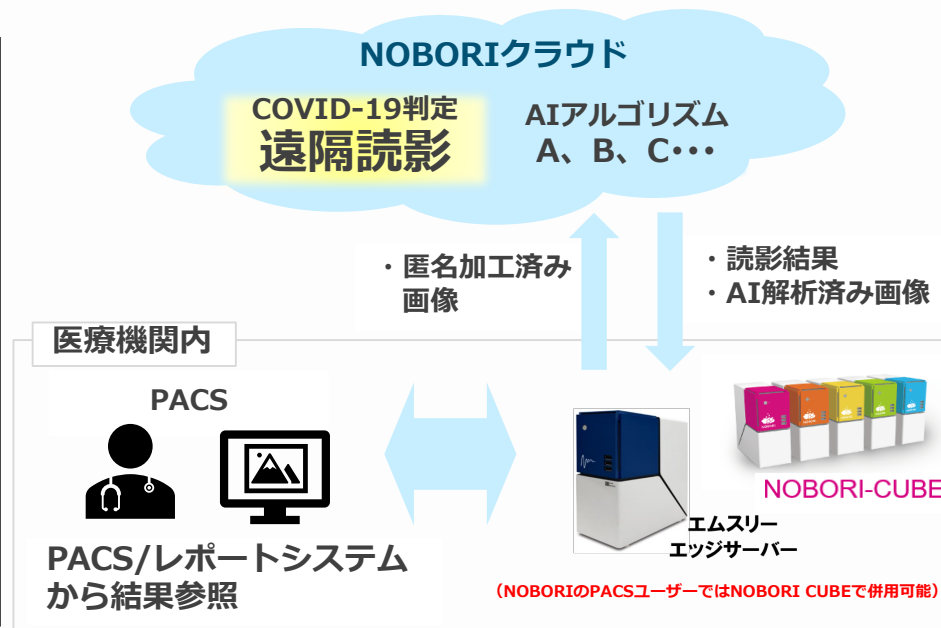 NOBORIクラウド
COVID-19判定
遠隔読影
AIアルゴリズム
A、B、C・・・
・匿名加工済み
画像
・読影結果
・AI解析済み画像
医療機関内
PACS
NOBORI-CUBE
エムスリー
エッジサーバー
PACS/レポートシステム
から結果参照
（NOBORIのPACSユーザーではNOBORI CUBEで併用可能）